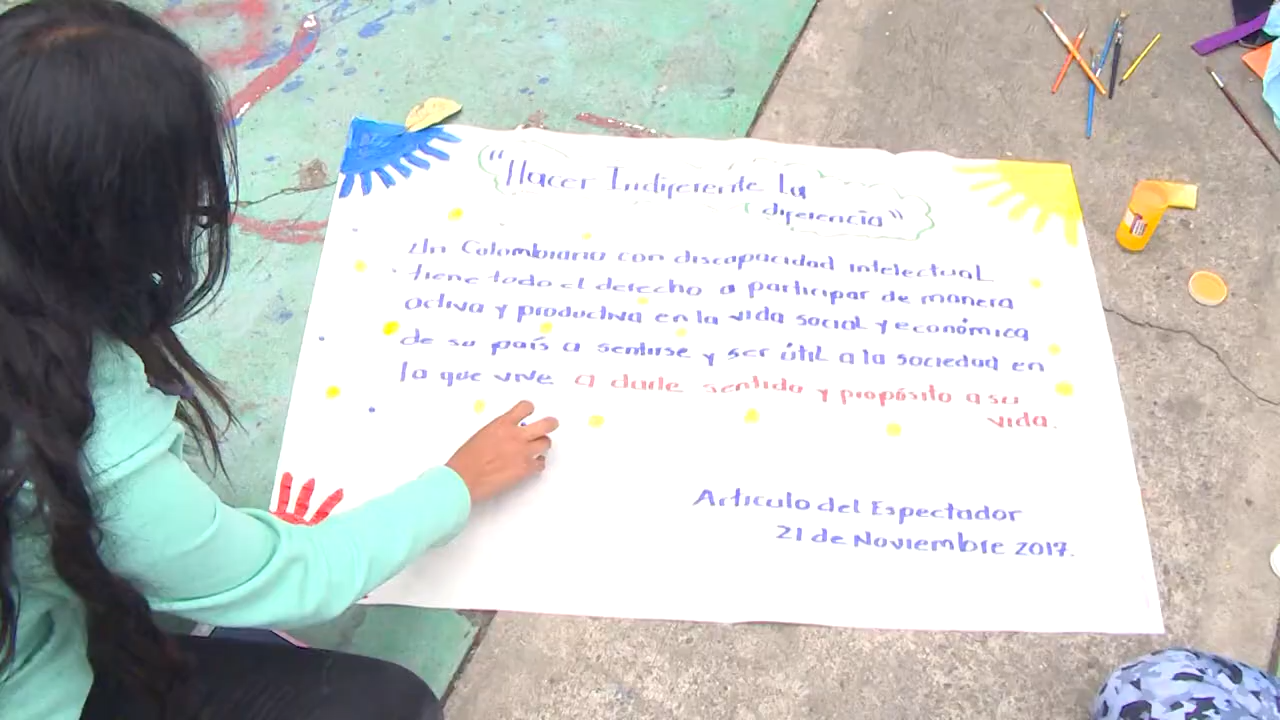 "Hacer Indiferente la
diferencia"
Un Colombiano con discapacidad intelectual
tiene todo el derecho a participar de manera
activa y productiva en la vida social y económica
de su país a sentirse y ser útil a la sociedad en
la que vive a darle sentido y propósito a su
vida.
Articulo del Espectador
21 de Noviembre 2017.